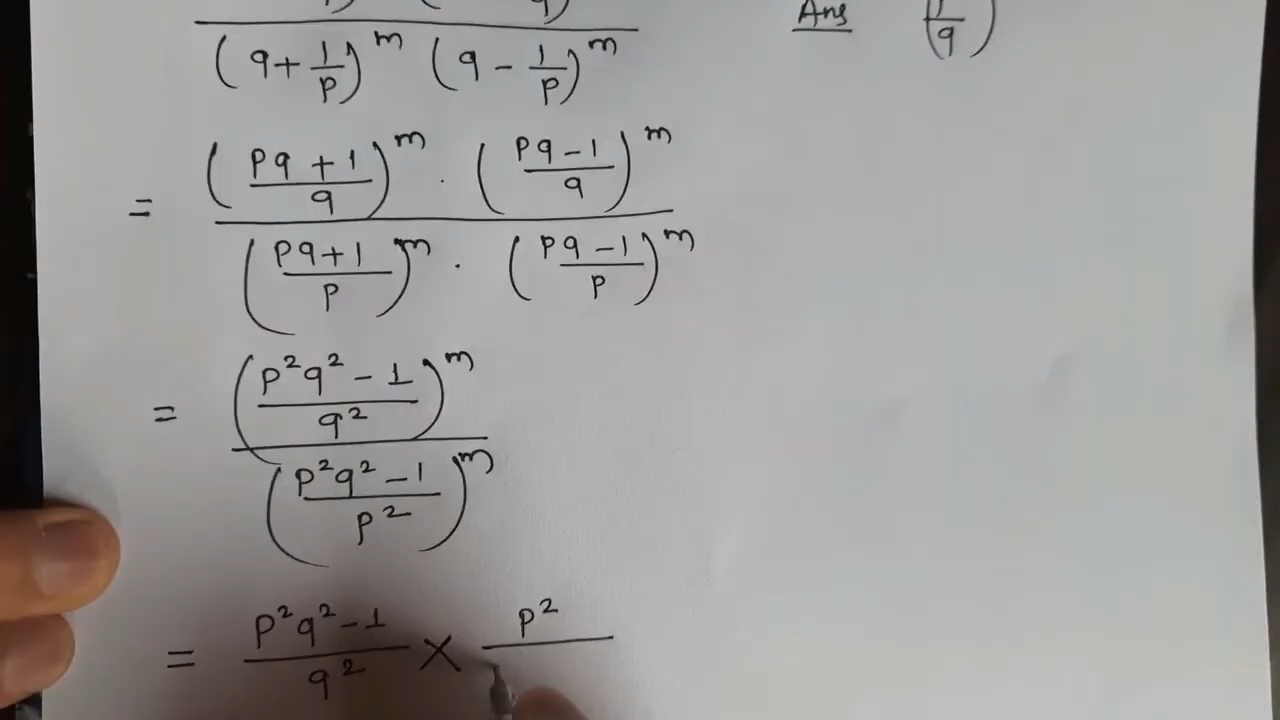 (q + 1/p)^m (q - 1/p)^m Ans
= ((pq + 1)/q)^m . ((pq - 1)/q)^m
((pq + 1)/p)^m . ((pq - 1)/p)^m
= ((p²q² - 1)/q²)^m
((p²q² - 1)/p²)^m
= (p²q² - 1)/q² × p²